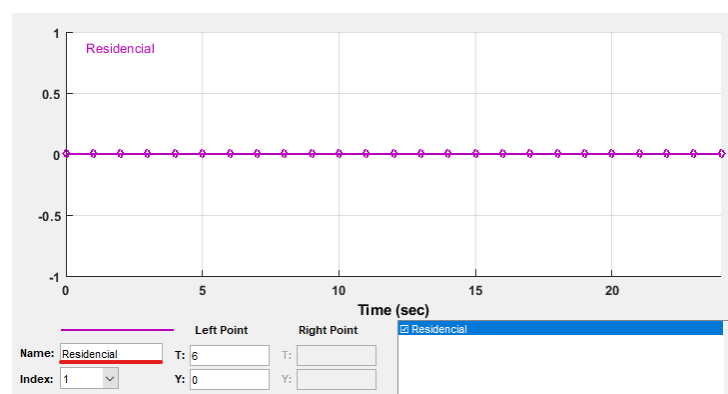 1
Residencial
0.5
0
-0.5
-1
0 5 10 15 20
Time (sec)
Left Point Right Point
Residencial
Name: Residencial T: 6 T:
Index: 1 Y: 0 Y: